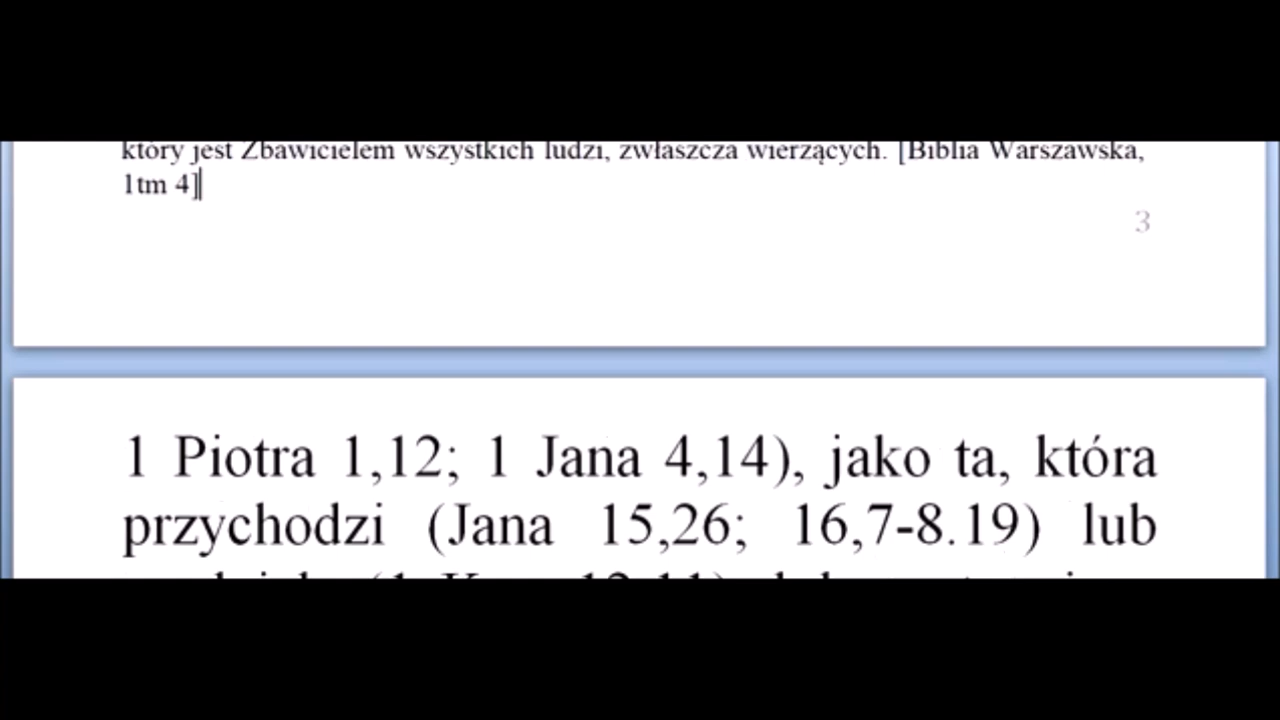 który jest Zbawicielem wszystkich ludzi, zwłaszcza wierzących. [Biblia Warszawska,
1tm 4]
3
1 Piotra 1,12; 1 Jana 4,14), jako ta, która
przychodzi (Jana 15,26; 16,7-8.19) lub